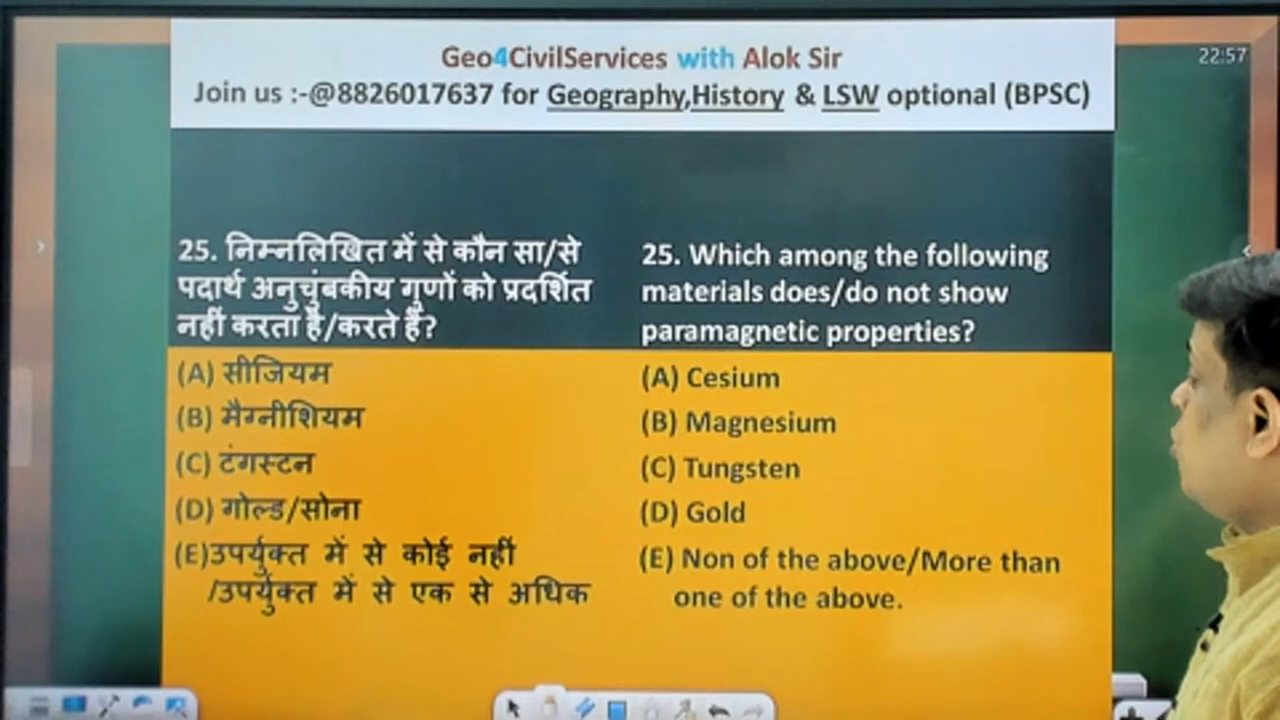 Geo4CivilServices with Alok Sir
Join us :-@8826017637 for Geography,History & LSW optional (BPSC)
22:57
25. निम्नलिखित में से कौन सा/से
पदार्थ अनुचुंबकीय गुणों को प्रदर्शित
नहीं करता है/करते हैं?
(A) सीजियम
(B) मैग्नीशियम
(C) टंगस्टन
(D) गोल्ड/सोना
(E)उपर्युक्त में से कोई नहीं
/उपर्युक्त में से एक से अधिक
25. Which among the following
materials does/do not show
paramagnetic properties?
(A) Cesium
(B) Magnesium
(C) Tungsten
(D) Gold
(E) Non of the above/More than
one of the above.